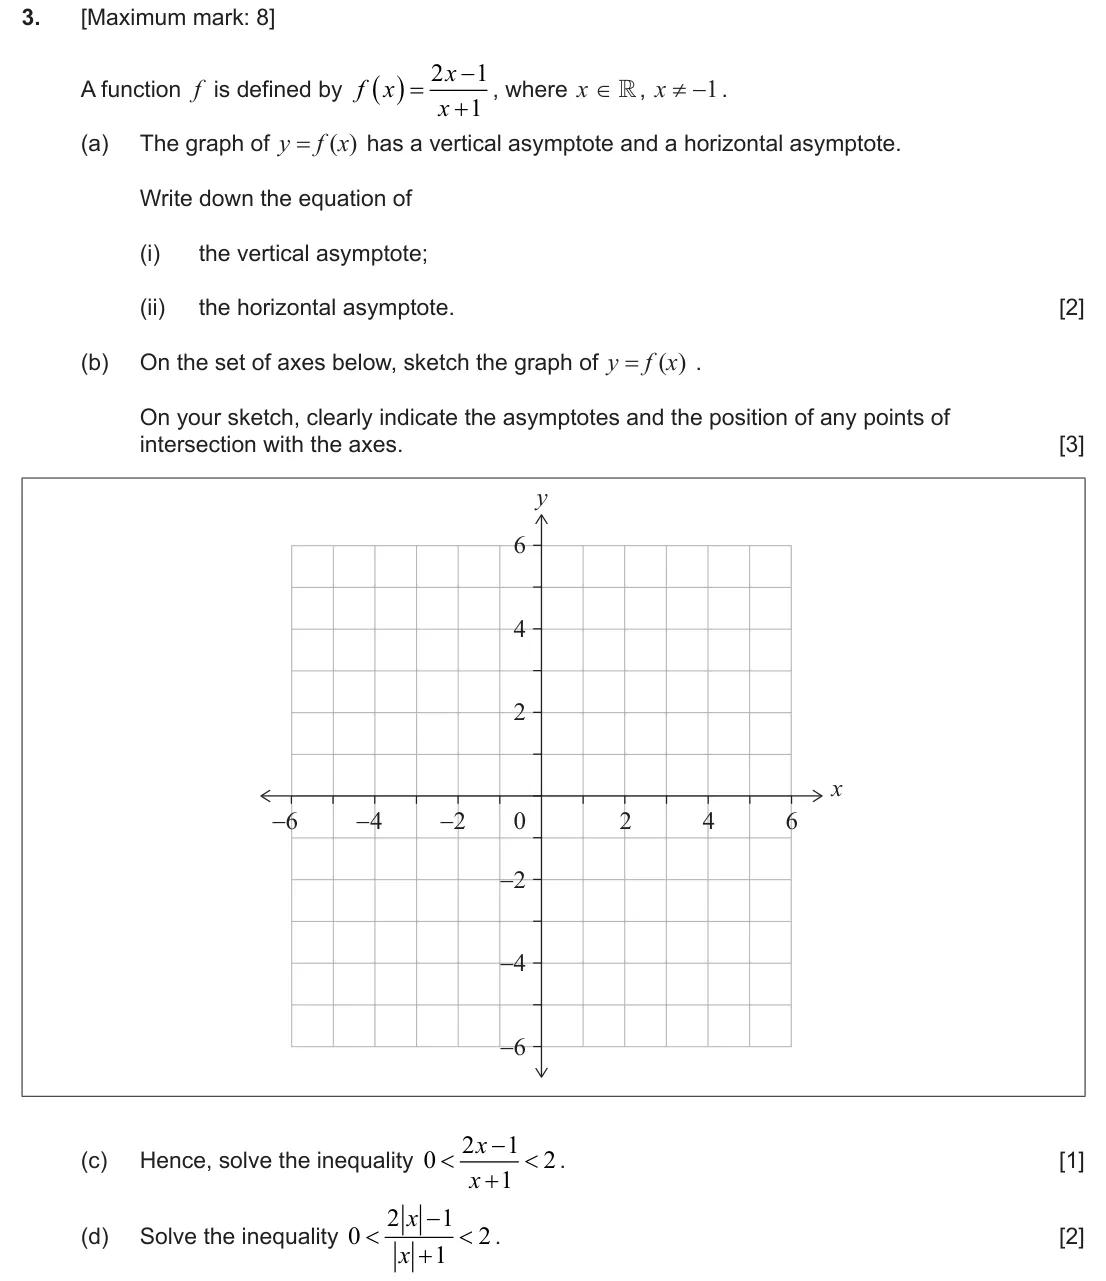 3. [Maximum mark: 8]
A function f is defined by f(x) = (2x−1)/(x+1), where x ∈ ℝ, x ≠ −1.
(a) The graph of y = f(x) has a vertical asymptote and a horizontal asymptote.
Write down the equation of
(i) the vertical asymptote;
(ii) the horizontal asymptote. [2]
(b) On the set of axes below, sketch the graph of y = f(x) .
On your sketch, clearly indicate the asymptotes and the position of any points of
intersection with the axes. [3]
y
6
4
2
x
−6 −4 −2 0 2 4 6
−2
−4
−6
(c) Hence, solve the inequality 0 < (2x−1)/(x+1) < 2. [1]
(d) Solve the inequality 0 < (2|x|−1)/(|x|+1) < 2. [2]